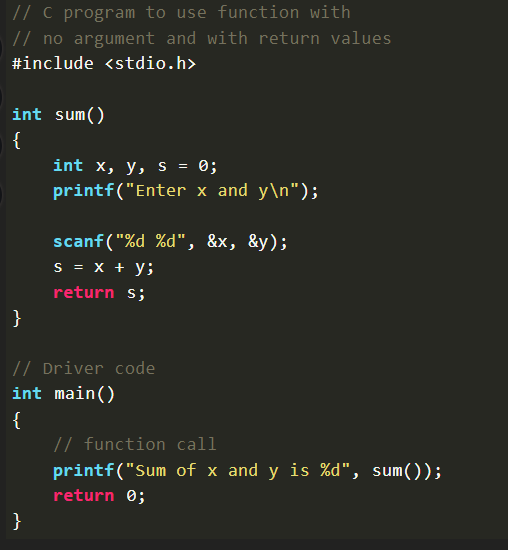 // C program to use function with
// no argument and with return values
#include <stdio.h>
int sum()
{
int x, y, s = 0;
printf("Enter x and y\n");
scanf("%d %d", &x, &y);
s = x + y;
return s;
}
// Driver code
int main()
{
// function call
printf("Sum of x and y is %d", sum());
return 0;
}